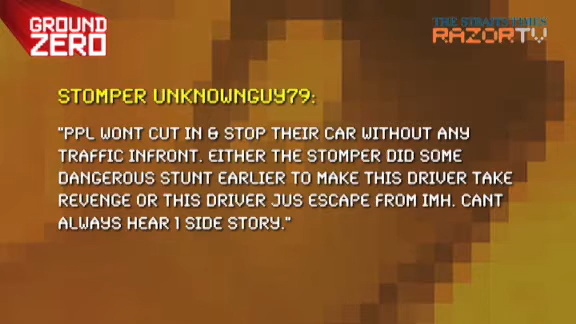 GROUND
ZERO
THE STRAITS TIMES
RAZORTV
STOMPER UNKNOWNGUY79:
"PPL WONT CUT IN & STOP THEIR CAR WITHOUT ANY
TRAFFIC INFRONT. EITHER THE STOMPER DID SOME
DANGEROUS STUNT EARLIER TO MAKE THIS DRIVER TAKE
REVENGE OR THIS DRIVER JUS ESCAPE FROM IMH. CANT
ALWAYS HEAR 1 SIDE STORY."